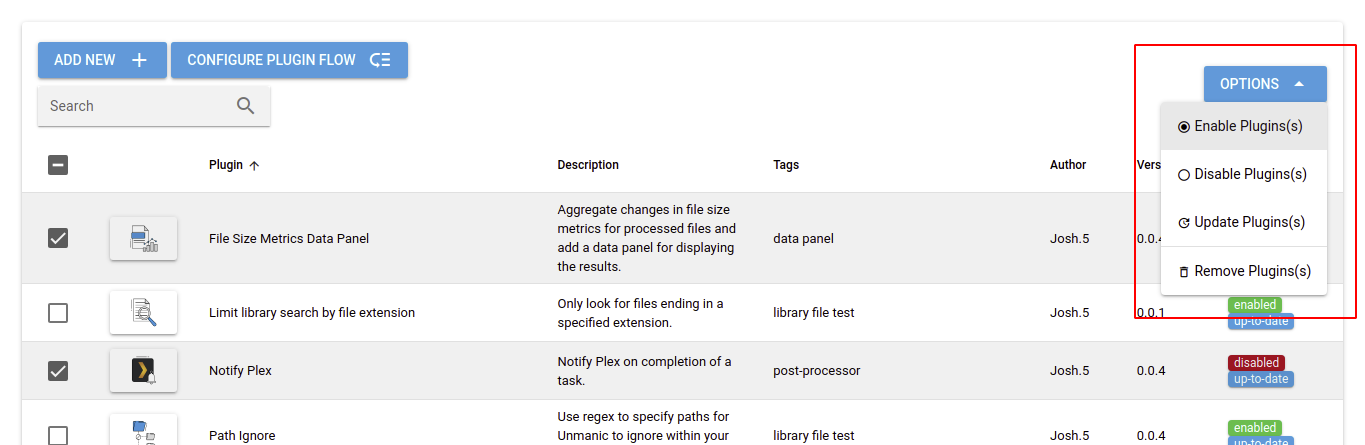 ADD NEW
CONFIGURE PLUGIN FLOW
OPTIONS
Search
Enable Plugins(s)
Disable Plugins(s)
Update Plugins(s)
Remove Plugins(s)
Plugin
Description
Tags
Author
Vers
File Size Metrics Data Panel
Aggregate changes in file size
metrics for processed files and
add a data panel for displaying
the results.
data panel
Josh.5
0.0.4
Limit library search by file extension
Only look for files ending in a
specified extension.
library file test
Josh.5
0.0.1
enabled
up-to-date
Notify Plex
Notify Plex on completion of a
task.
post-processor
Josh.5
0.0.4
disabled
up-to-date
Path Ignore
Use regex to specify paths for
Unmanic to ignore within your
library file test
Josh.5
0.0.4
enabled
up-to-date